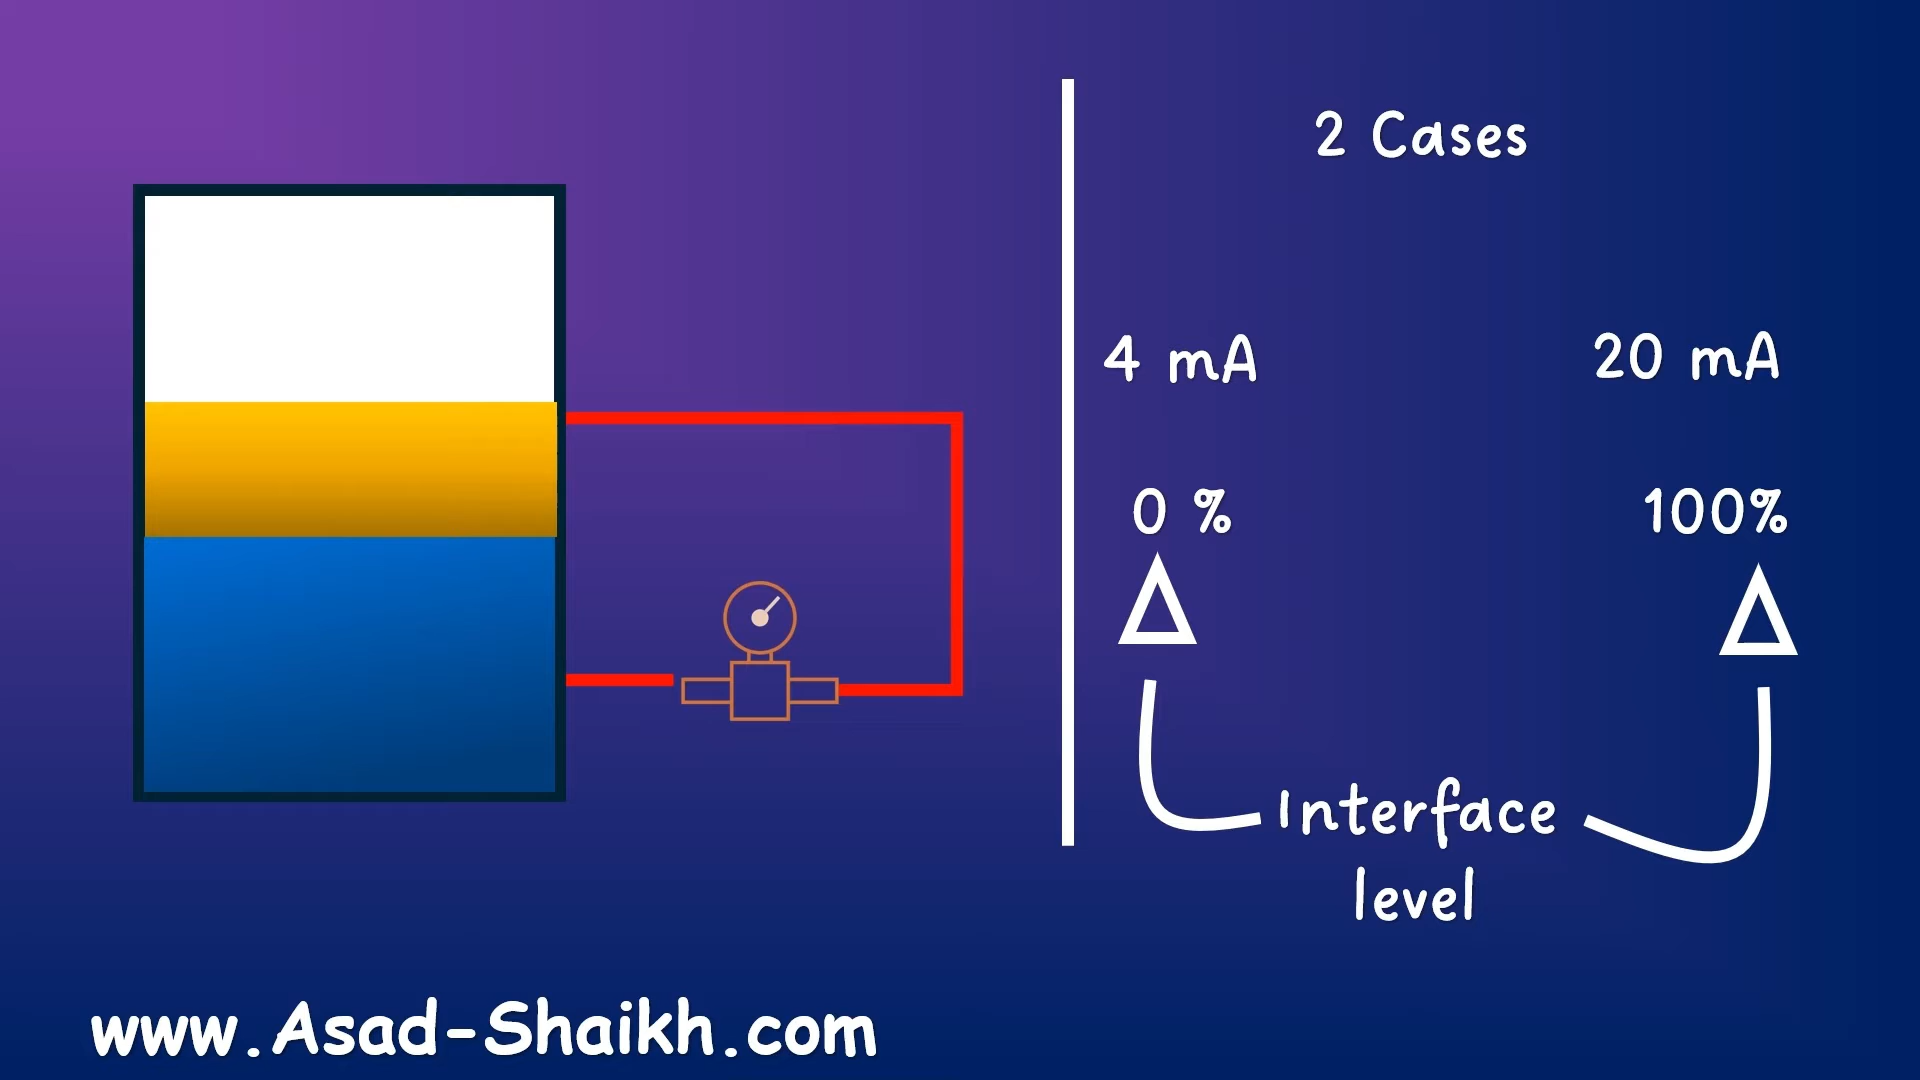 2 Cases
4 mA 20 mA
0 % 100%
Interface
level
www.Asad-Shaikh.com